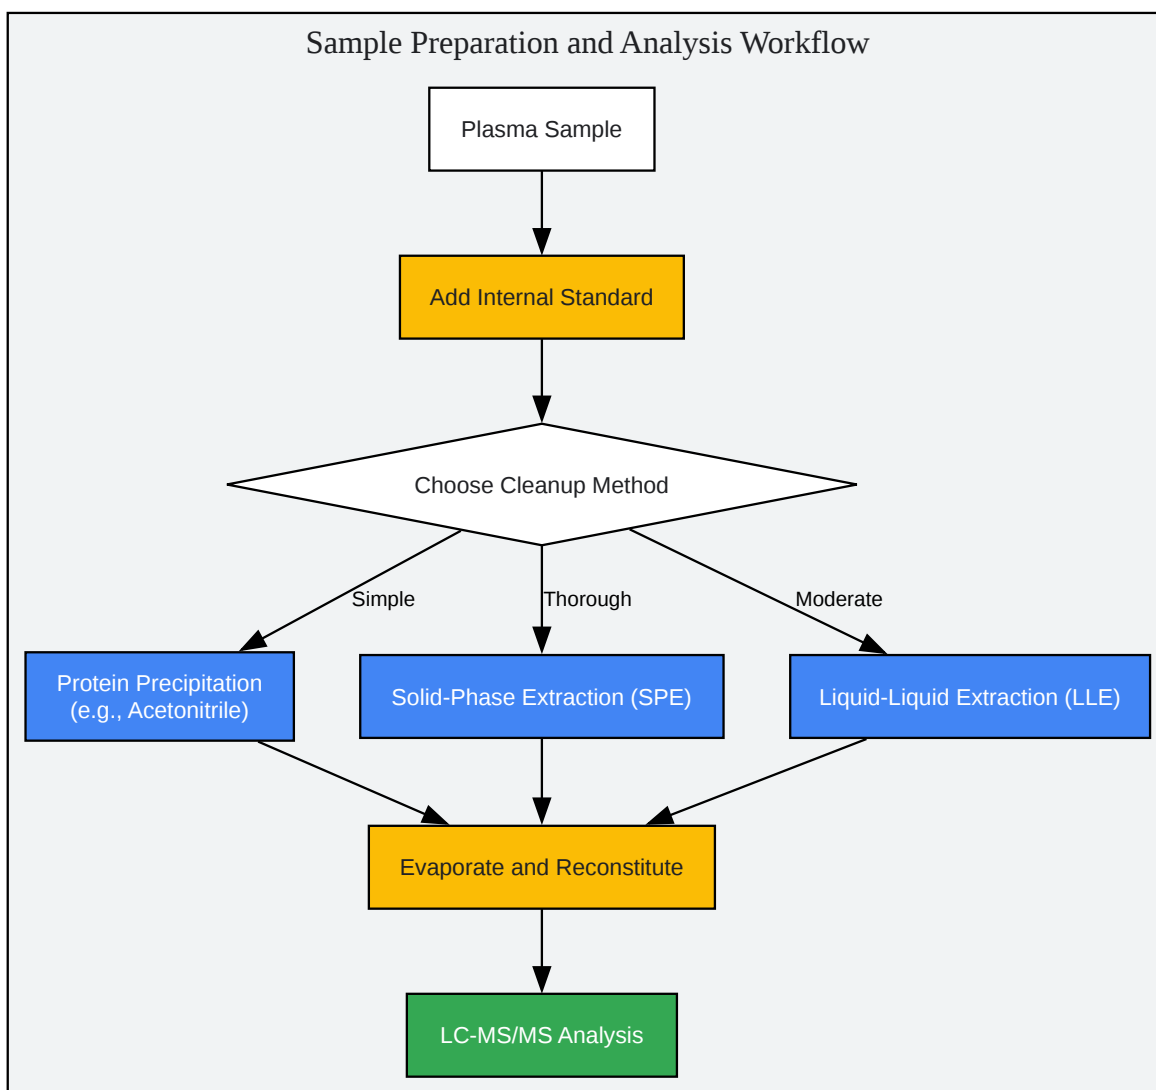 Sample Preparation and Analysis Workflow
Plasma Sample
Add Internal Standard
Choose Cleanup Method
Simple
Thorough
Moderate
Protein Precipitation
(e.g., Acetonitrile)
Solid-Phase Extraction (SPE)
Liquid-Liquid Extraction (LLE)
Evaporate and Reconstitute
LC-MS/MS Analysis